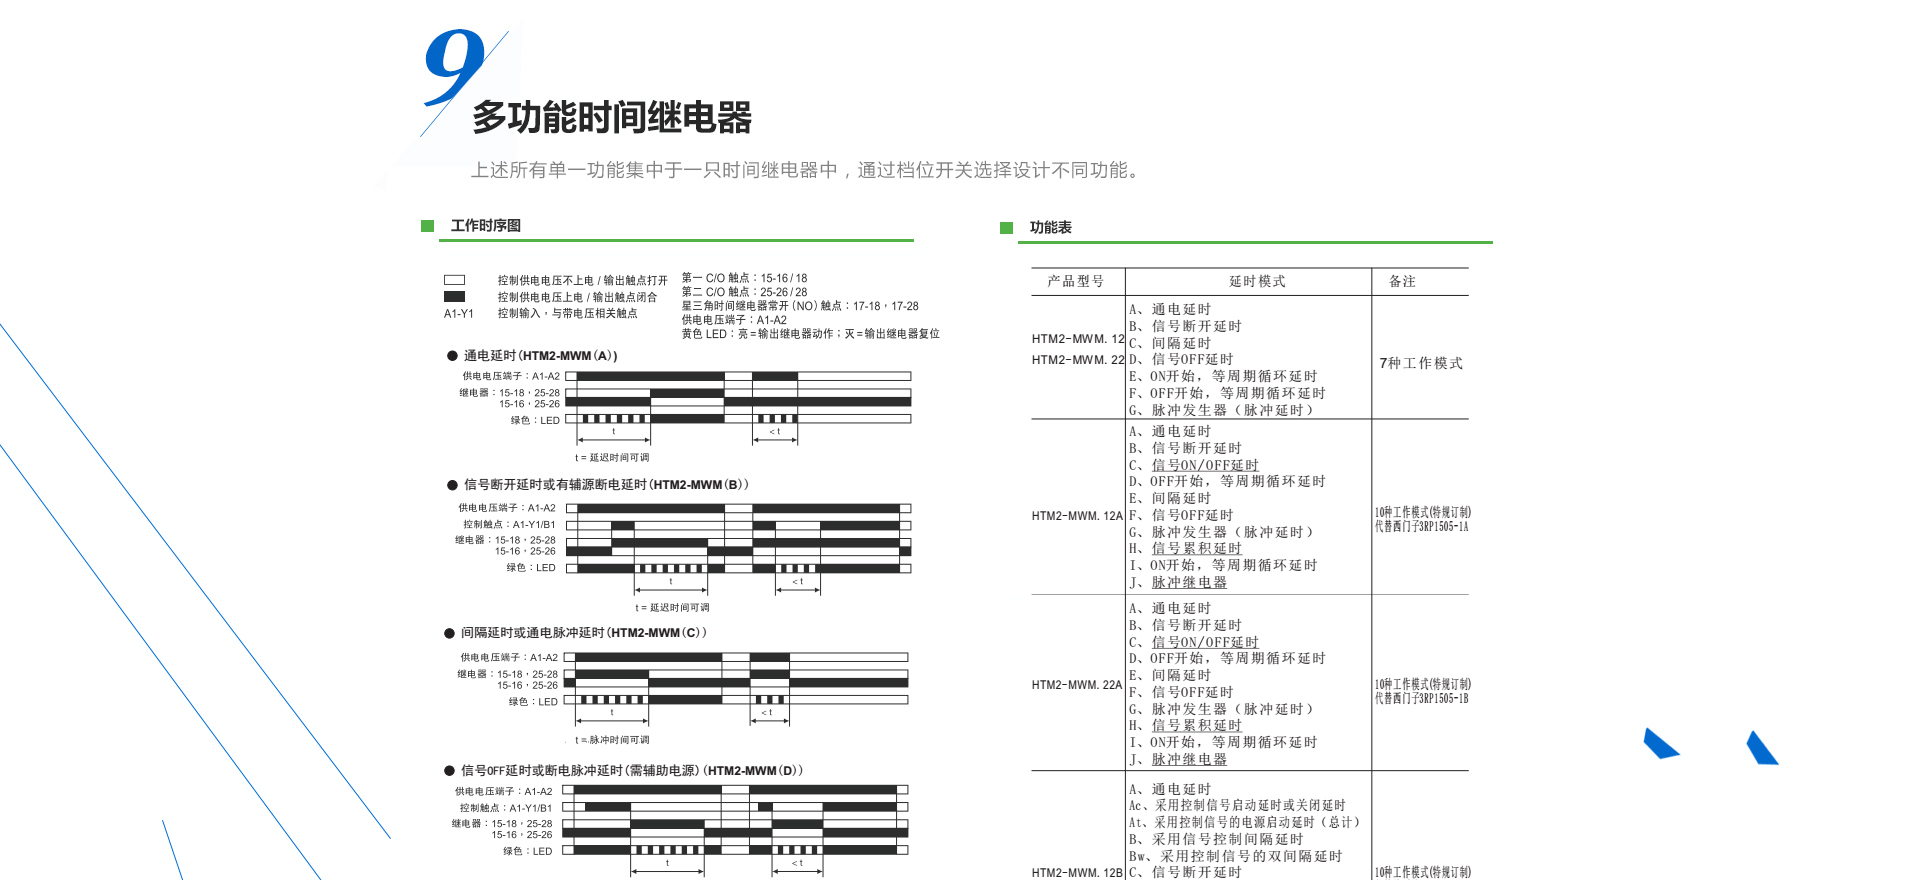 9
多功能时间继电器
上述所有单一功能集中于一只时间继电器中，通过档位开关选择设计不同功能。
工作时序图
控制供电电压不上电 / 输出触点打开
控制供电电压上电 / 输出触点闭合
A1-Y1 控制输入，与带电压相关触点
第一 C/O 触点：15-16 / 18
第二 C/O 触点：25-26 / 28
星三角时间继电器常开（NO）触点：17-18，17-28
供电电压端子：A1-A2
黄色 LED：亮 =输出继电器动作；灭 =输出继电器复位
通电延时（HTM2-MWM（A）)
供电电压端子：A1-A2
继电器：15-18，25-28
15-16，25-26
绿色：LED
t < t
t = 延迟时间可调
信号断开延时或有辅源断电延时（HTM2-MWM（B））
供电电压端子：A1-A2
控制触点：A1-Y1/B1
继电器：15-18，25-28
15-16，25-26
绿色：LED
t < t
t = 延迟时间可调
间隔延时或通电脉冲延时（HTM2-MWM（C））
供电电压端子：A1-A2
继电器：15-18，25-28
15-16，25-26
绿色：LED
t < t
t = 脉冲时间可调
信号OFF延时或断电脉冲延时（需辅助电源）（HTM2-MWM（D））
供电电压端子：A1-A2
控制触点：A1-Y1/B1
继电器：15-18，25-28
15-16，25-26
绿色：LED
t < t
功能表
产品型号 延时模式 备注
HTM2-MWM. 12
HTM2-MWM. 22
A、通电延时
B、信号断开延时
C、间隔延时
D、信号OFF延时
E、ON开始，等周期循环延时
F、OFF开始，等周期循环延时
G、脉冲发生器（脉冲延时）
7种工作模式
HTM2-MWM. 12A
A、通电延时
B、信号断开延时
C、信号ON/OFF延时
D、OFF开始，等周期循环延时
E、间隔延时
F、信号OFF延时
G、脉冲发生器（脉冲延时）
H、信号累积延时
I、ON开始，等周期循环延时
J、脉冲继电器
10种工作模式(特规订制)
代替西门子3RP1505-1A
HTM2-MWM. 22A
A、通电延时
B、信号断开延时
C、信号ON/OFF延时
D、OFF开始，等周期循环延时
E、间隔延时
F、信号OFF延时
G、脉冲发生器（脉冲延时）
H、信号累积延时
I、ON开始，等周期循环延时
J、脉冲继电器
10种工作模式(特规订制)
代替西门子3RP1505-1B
HTM2-MWM. 12B
A、通电延时
Ac、采用控制信号启动延时或关闭延时
At、采用控制信号的电源启动延时（总计）
B、采用信号控制间隔延时
Bw、采用控制信号的双间隔延时
C、信号断开延时
10种工作模式(特规订制)